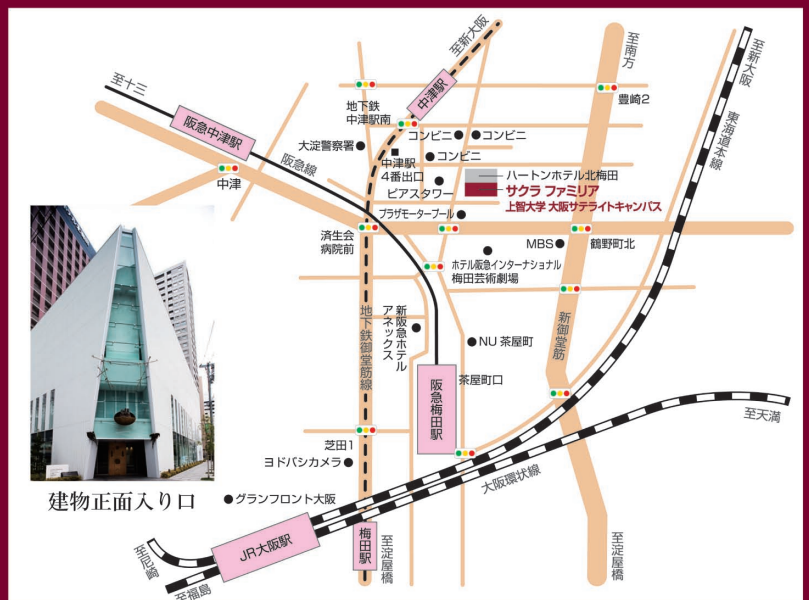 至新大阪
至南方
至新大阪
至十三
中津駅
地下鉄
中津駅南
豊崎2
東海道本線
阪急中津駅
コンビニ
コンビニ
大淀警察署
コンビニ
阪急線
中津駅
4番出口
ハートンホテル北梅田
中津
ピアスタワー
サクラ ファミリア
上智大学 大阪サテライトキャンパス
プラザモータープール
済生会
病院前
MBS
鶴野町北
ホテル阪急インターナショナル
梅田芸術劇場
地下鉄御堂筋線
新阪急ホテル
アネックス
NU 茶屋町
新御堂筋
阪急梅田駅
茶屋町口
至天満
芝田1
ヨドバシカメラ
大阪環状線
建物正面入り口
グランフロント大阪
JR大阪駅
梅田駅
至淀屋橋
至淀屋橋
至尼崎
至福島